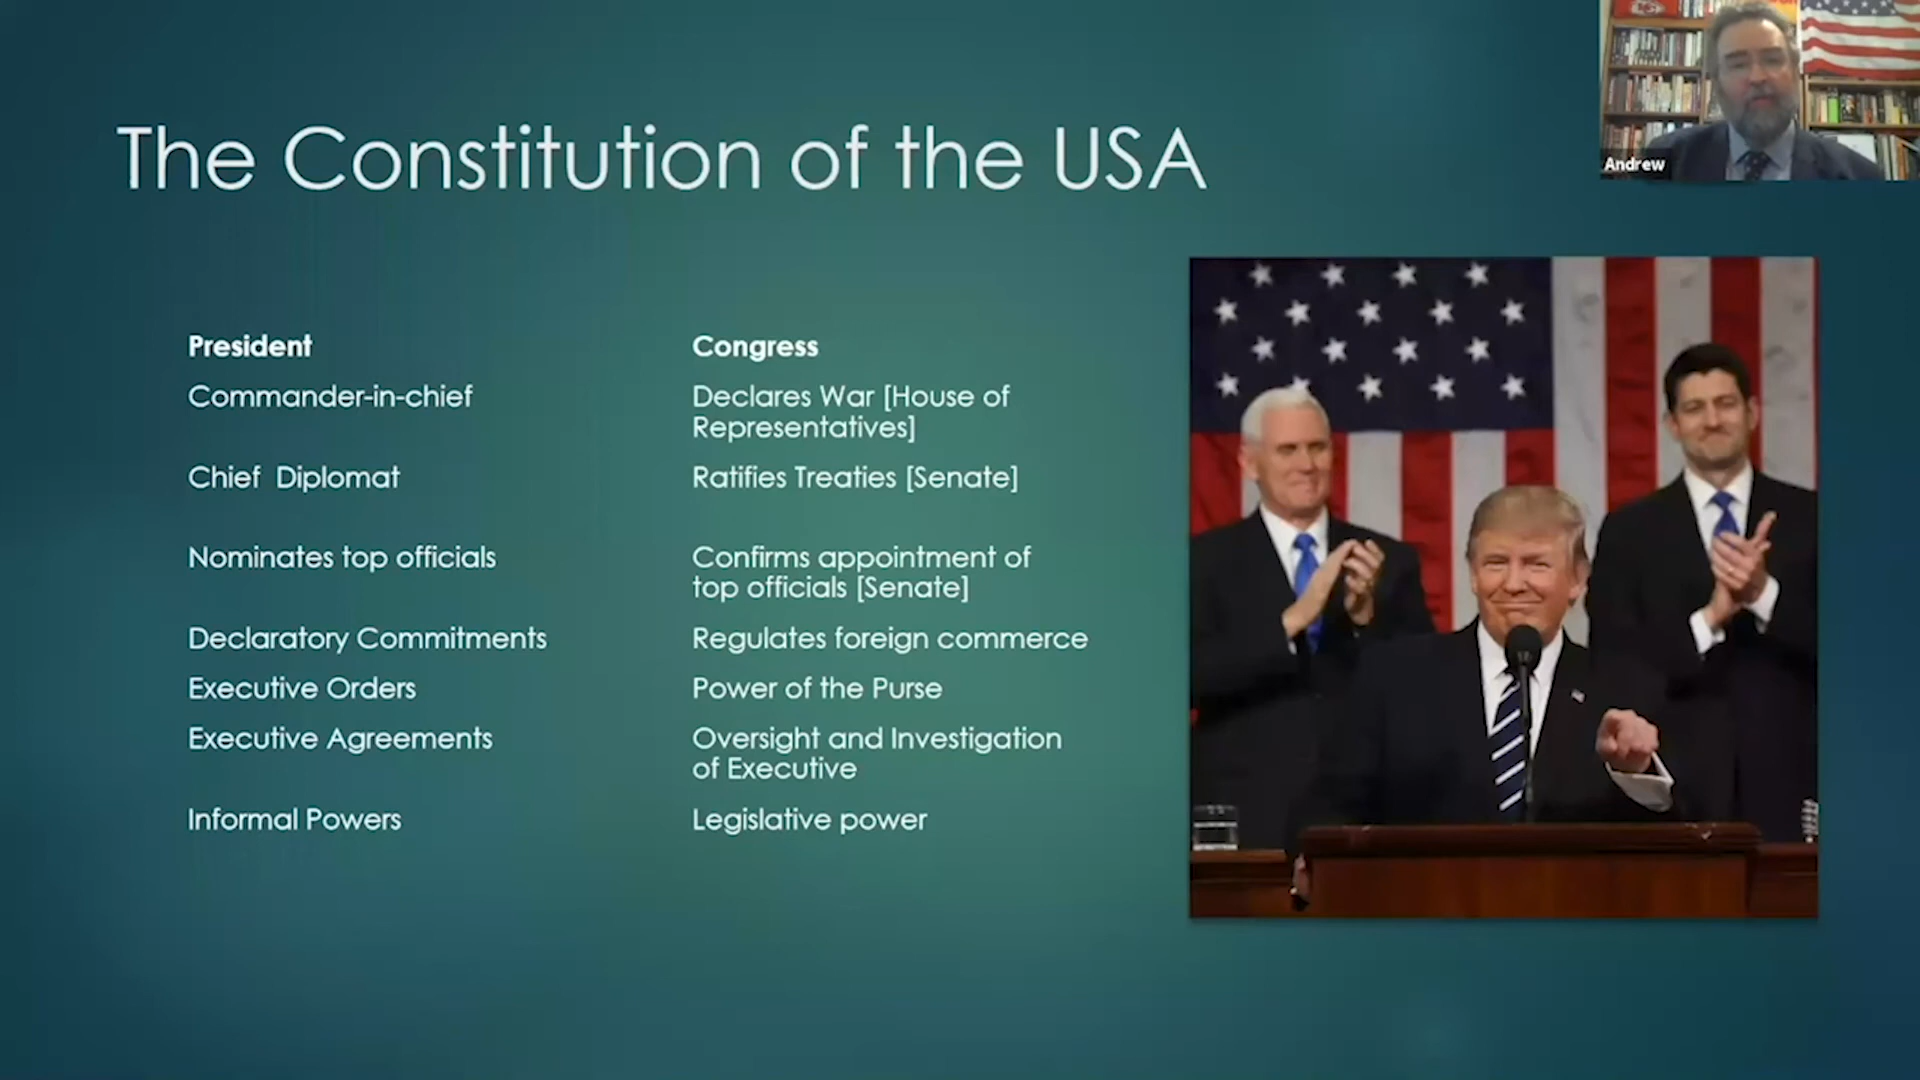 The Constitution of the USA
Andrew
President
Commander-in-chief
Chief Diplomat
Nominates top officials
Declaratory Commitments
Executive Orders
Executive Agreements
Informal Powers
Congress
Declares War [House of
Representatives]
Ratifies Treaties [Senate]
Confirms appointment of
top officials [Senate]
Regulates foreign commerce
Power of the Purse
Oversight and Investigation
of Executive
Legislative power